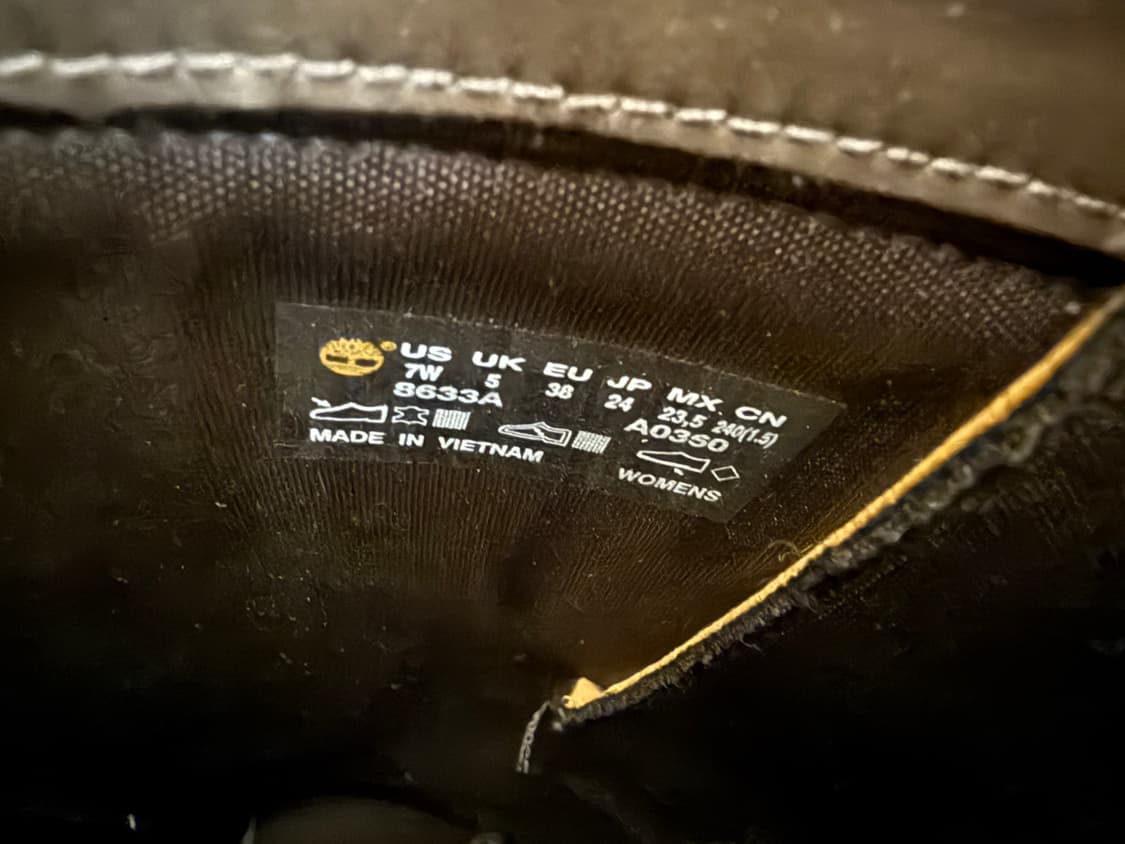 US UK EU JP MX CN
7W 5 38 24 23,5 240(1.5)
8633A A0350
MADE IN VIETNAM WOMENS